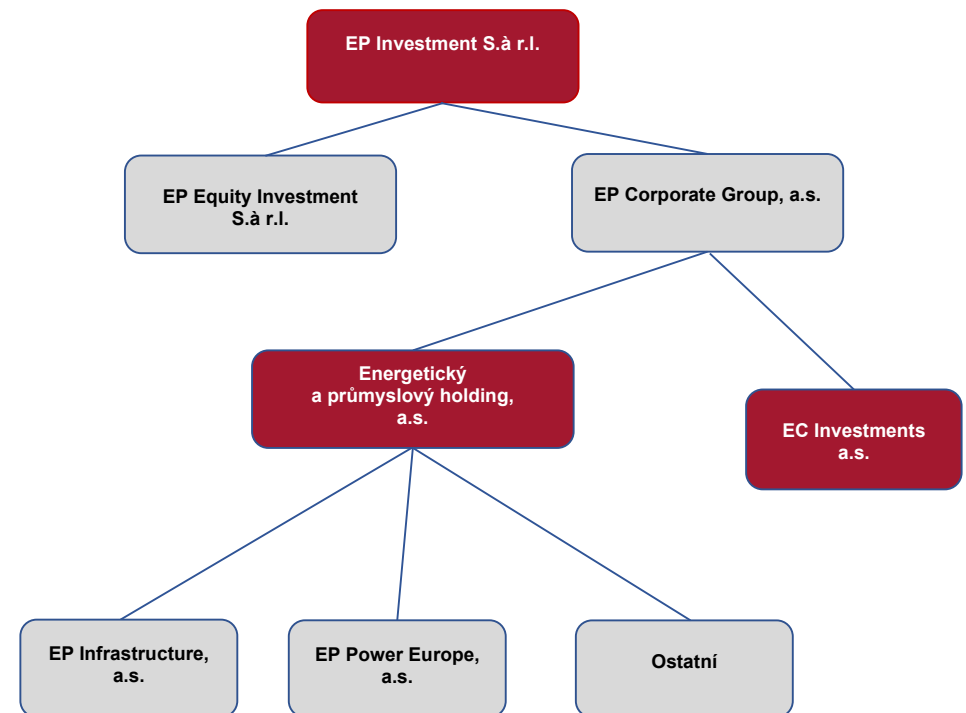 EP Investment S.à r.l.
EP Equity Investment
S.à r.l.
EP Corporate Group, a.s.
Energetický
a průmyslový holding,
a.s.
EC Investments
a.s.
EP Infrastructure,
a.s.
EP Power Europe,
a.s.
Ostatní